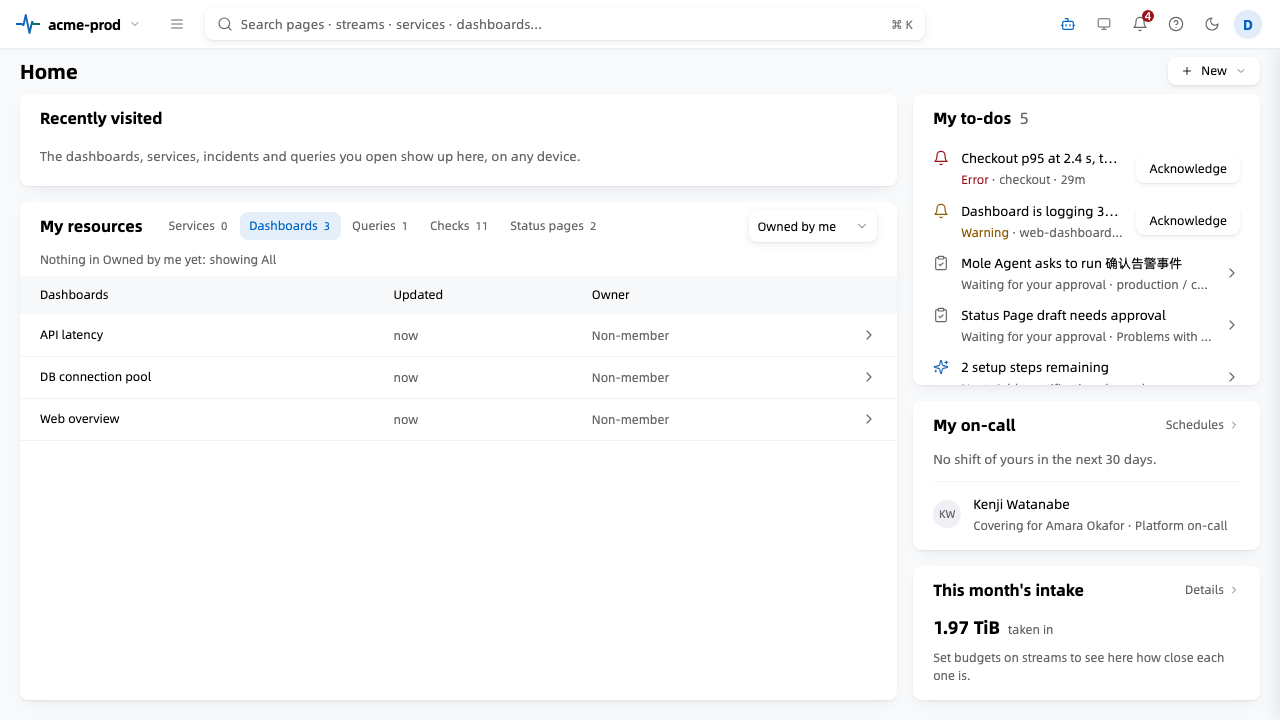 acme-prod
Search pages · streams · services · dashboards...
⌘ K
4
D
Home
New
Recently visited
The dashboards, services, incidents and queries you open show up here, on any device.
My resources
Services 0
Dashboards 3
Queries 1
Checks 11
Status pages 2
Owned by me
Nothing in Owned by me yet: showing All
Dashboards Updated Owner
API latency now Non-member
DB connection pool now Non-member
Web overview now Non-member
My to-dos 5
Checkout p95 at 2.4 s, t...
Error · checkout · 29m
Acknowledge
Dashboard is logging 3...
Warning · web-dashboard...
Acknowledge
Mole Agent asks to run 确认告警事件
Waiting for your approval · production / c...
Status Page draft needs approval
Waiting for your approval · Problems with ...
2 setup steps remaining
My on-call
Schedules
No shift of yours in the next 30 days.
KW
Kenji Watanabe
Covering for Amara Okafor · Platform on-call
This month's intake
Details
1.97 TiB taken in
Set budgets on streams to see here how close each
one is.